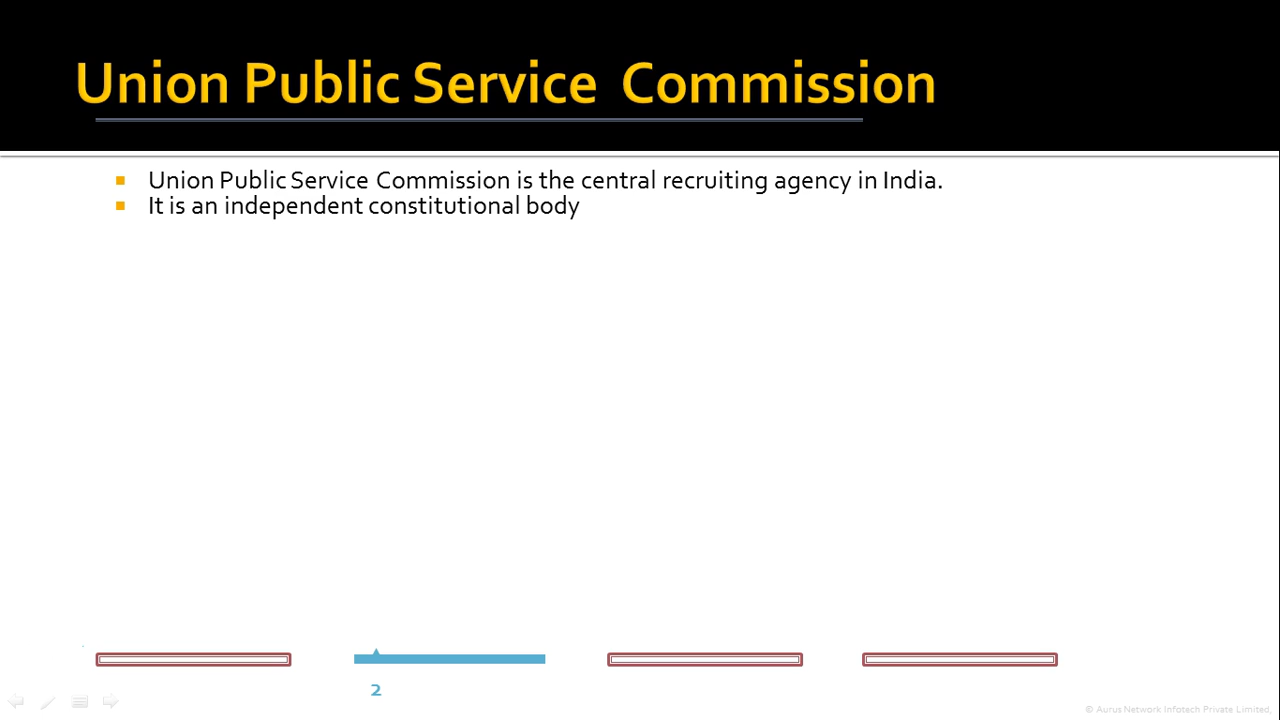 Union Public Service Commission
Union Public Service Commission is the central recruiting agency in India.
It is an independent constitutional body
2
© Aurus Network Infotech Private Limited,